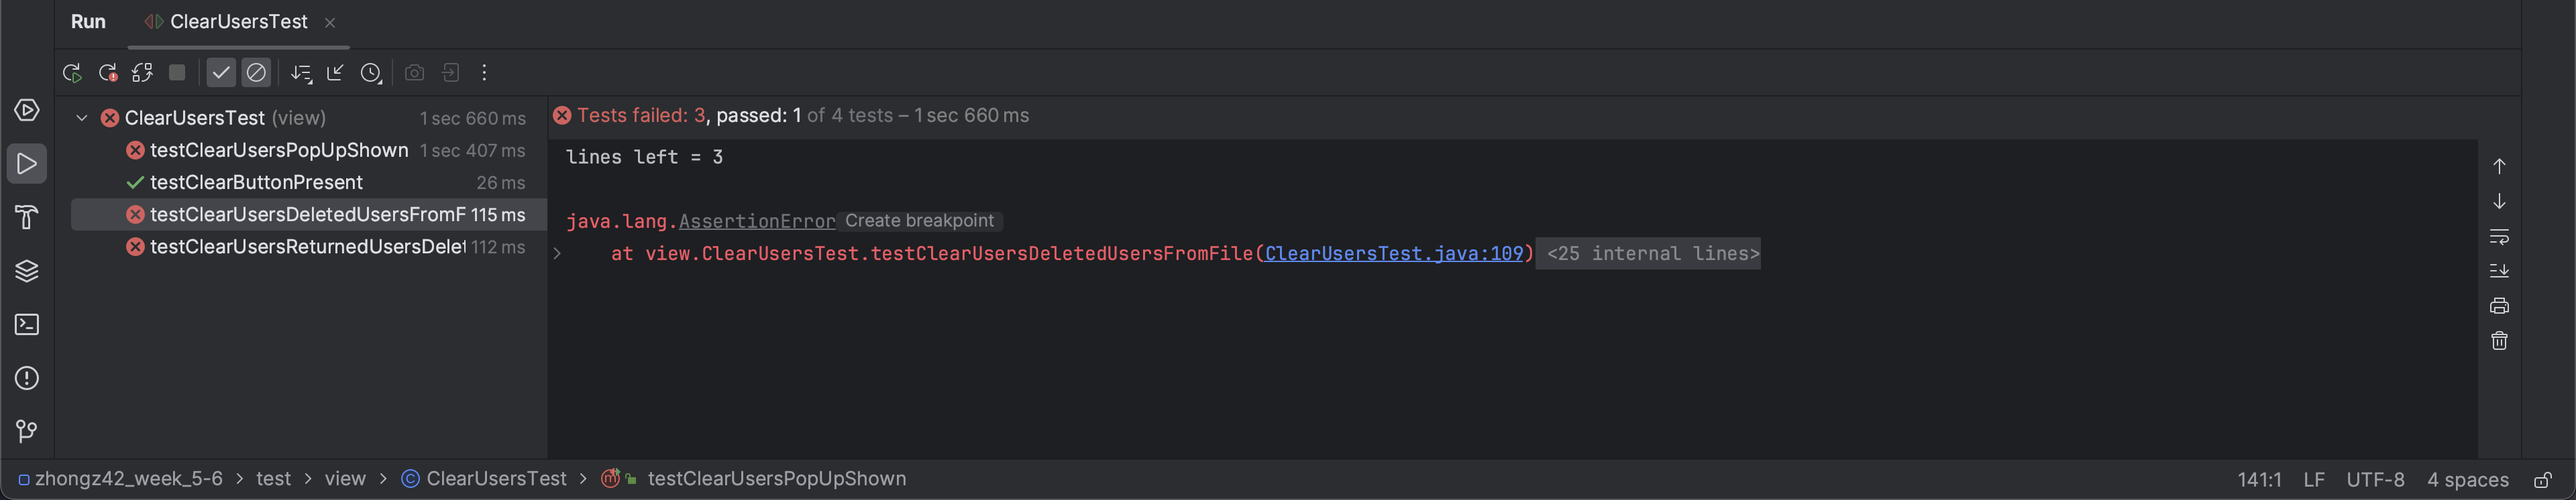 Run ClearUsersTest
ClearUsersTest (view) 1 sec 660 ms
testClearUsersPopUpShown 1 sec 407 ms
testClearButtonPresent 26 ms
testClearUsersDeletedUsersFromF 115 ms
testClearUsersReturnedUsersDelet 112 ms
Tests failed: 3, passed: 1 of 4 tests – 1 sec 660 ms
lines left = 3
java.lang.AssertionError Create breakpoint
at view.ClearUsersTest.testClearUsersDeletedUsersFromFile(ClearUsersTest.java:109) <25 internal lines>
zhongz42_week_5-6 > test > view > ClearUsersTest > testClearUsersPopUpShown 141:1 LF UTF-8 4 spaces